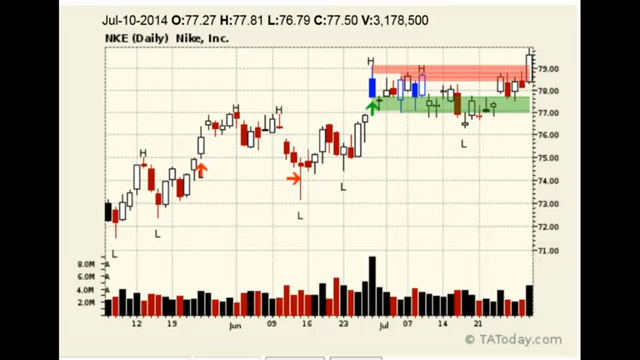 Jul-10-2014 O:77.27 H:77.81 L:76.79 C:77.50 V:3,178,500
NKE (Daily) Nike, Inc.
H
79.00
H
78.00
H
H
77.00
76.00
L
H
75.00
L
74.00
L
L
73.00
L
72.00
L
L
71.00
8.0M
6.0M
4.0M
2.0M
12 19 Jun 09 16 23 Jul 07 14 21
© TAToday.com